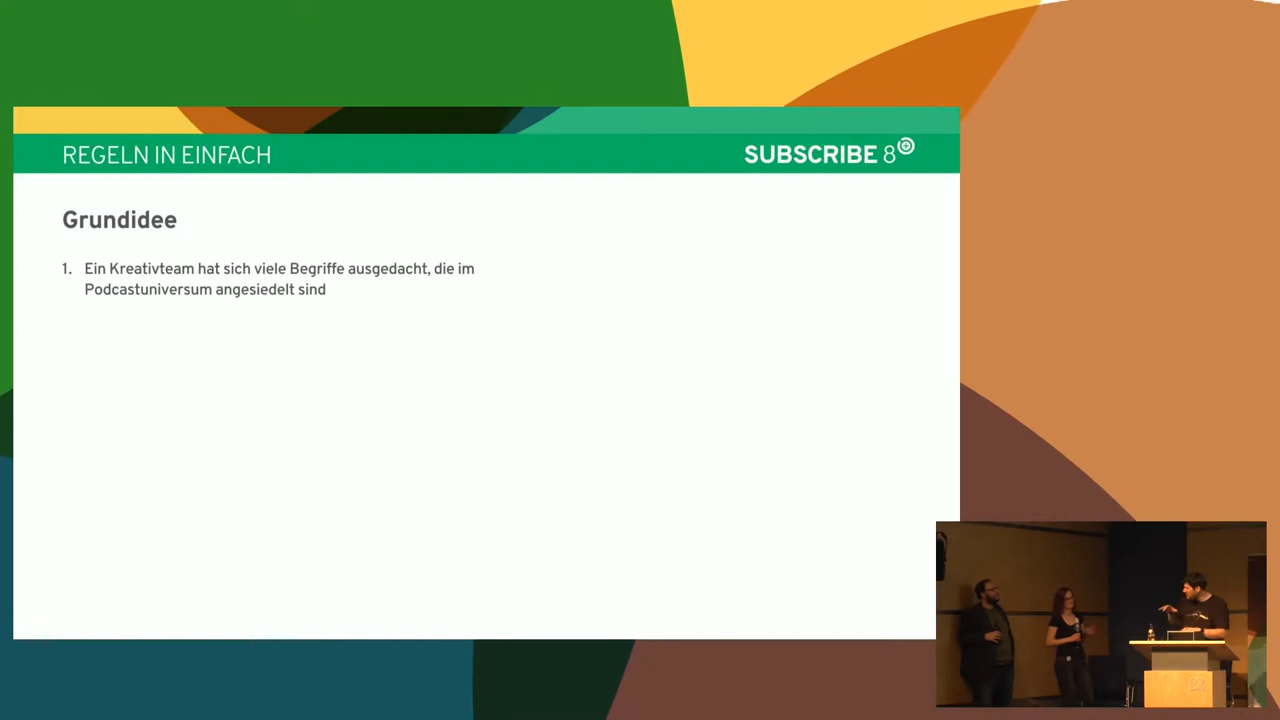 REGELN IN EINFACH
SUBSCRIBE 8
Grundidee
1. Ein Kreativteam hat sich viele Begriffe ausgedacht, die im
Podcastuniversum angesiedelt sind